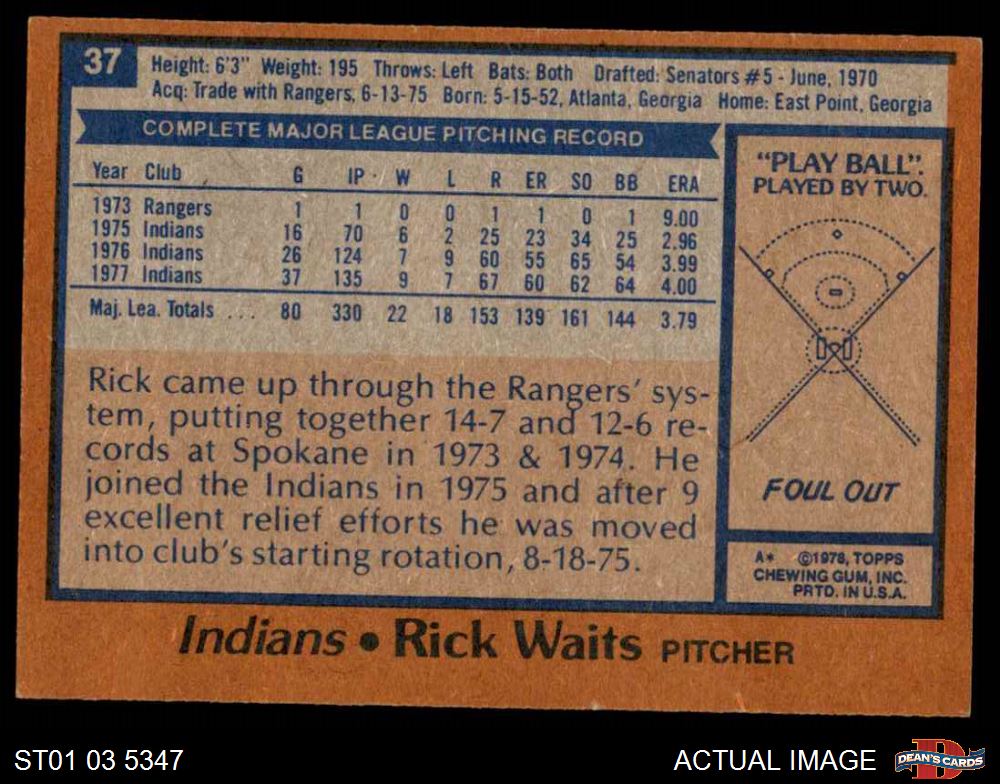 37
Height: 6'3" Weight: 195 Throws: Left Bats: Both Drafted: Senators #5 - June, 1970
Acq: Trade with Rangers, 6-13-75 Born: 5-15-52, Atlanta, Georgia Home: East Point, Georgia
COMPLETE MAJOR LEAGUE PITCHING RECORD
Year Club G IP W L R ER SO BB ERA
1973 Rangers 1 1 0 0 1 1 0 1 9.00
1975 Indians 16 70 6 2 25 23 34 25 2.96
1976 Indians 26 124 7 9 60 55 65 54 3.99
1977 Indians 37 135 9 7 67 60 62 64 4.00
Maj. Lea. Totals ... 80 330 22 18 153 139 161 144 3.79
Rick came up through the Rangers' sys-
tem, putting together 14-7 and 12-6 re-
cords at Spokane in 1973 & 1974. He
joined the Indians in 1975 and after 9
excellent relief efforts he was moved
into club's starting rotation, 8-18-75.
"PLAY BALL":
PLAYED BY TWO.
FOUL OUT
A* ©1978, TOPPS
CHEWING GUM, INC.
PRTD. IN U.S.A.
Indians • Rick Waits PITCHER
ST01 03 5347
ACTUAL IMAGE
D
DEAN'S CARDS